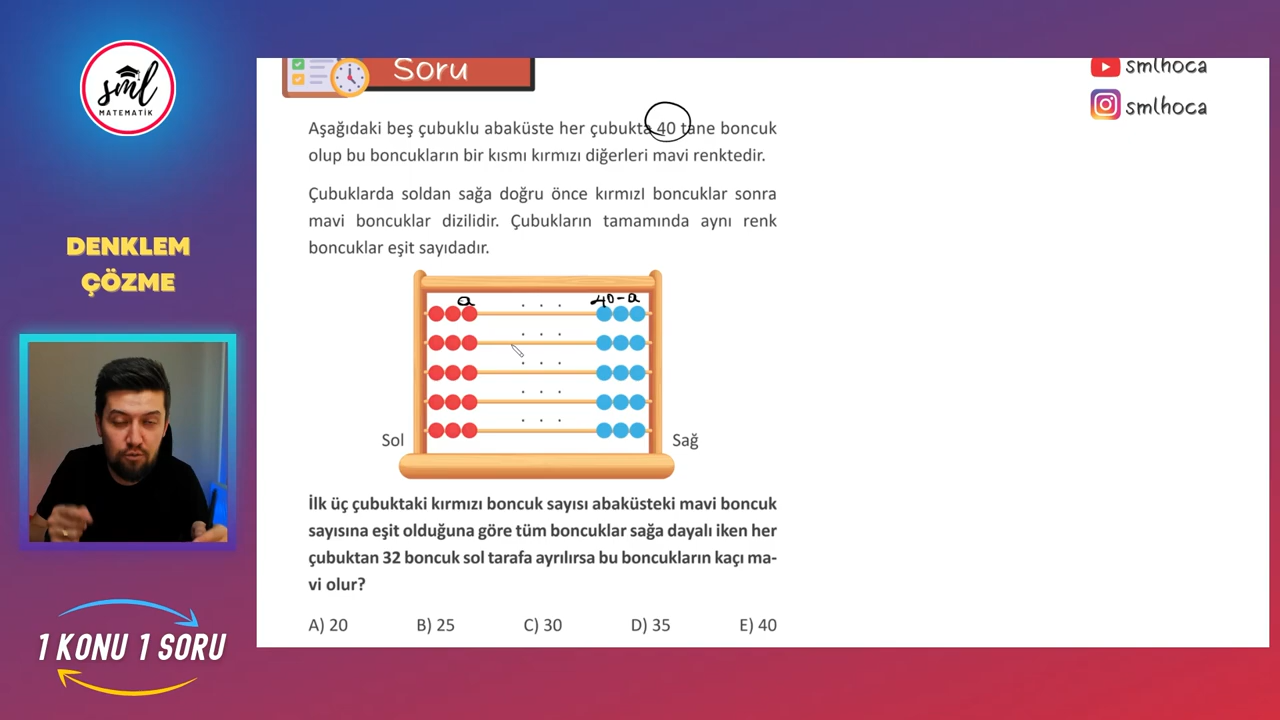 sml
MATEMATİK
DENKLEM
ÇÖZME
1 KONU 1 SORU
Soru
smlhoca
smlhoca
Aşağıdaki beş çubuklu abaküste her çubukta 40 tane boncuk
olup bu boncukların bir kısmı kırmızı diğerleri mavi renktedir.
Çubuklarda soldan sağa doğru önce kırmızI boncuklar sonra
mavi boncuklar dizilidir. Çubukların tamamında aynı renk
boncuklar eşit sayıdadır.
a 40-a
Sol Sağ
İlk üç çubuktaki kırmızı boncuk sayısı abaküsteki mavi boncuk
sayısına eşit olduğuna göre tüm boncuklar sağa dayalı iken her
çubuktan 32 boncuk sol tarafa ayrılırsa bu boncukların kaçı ma-
vi olur?
A) 20 B) 25 C) 30 D) 35 E) 40